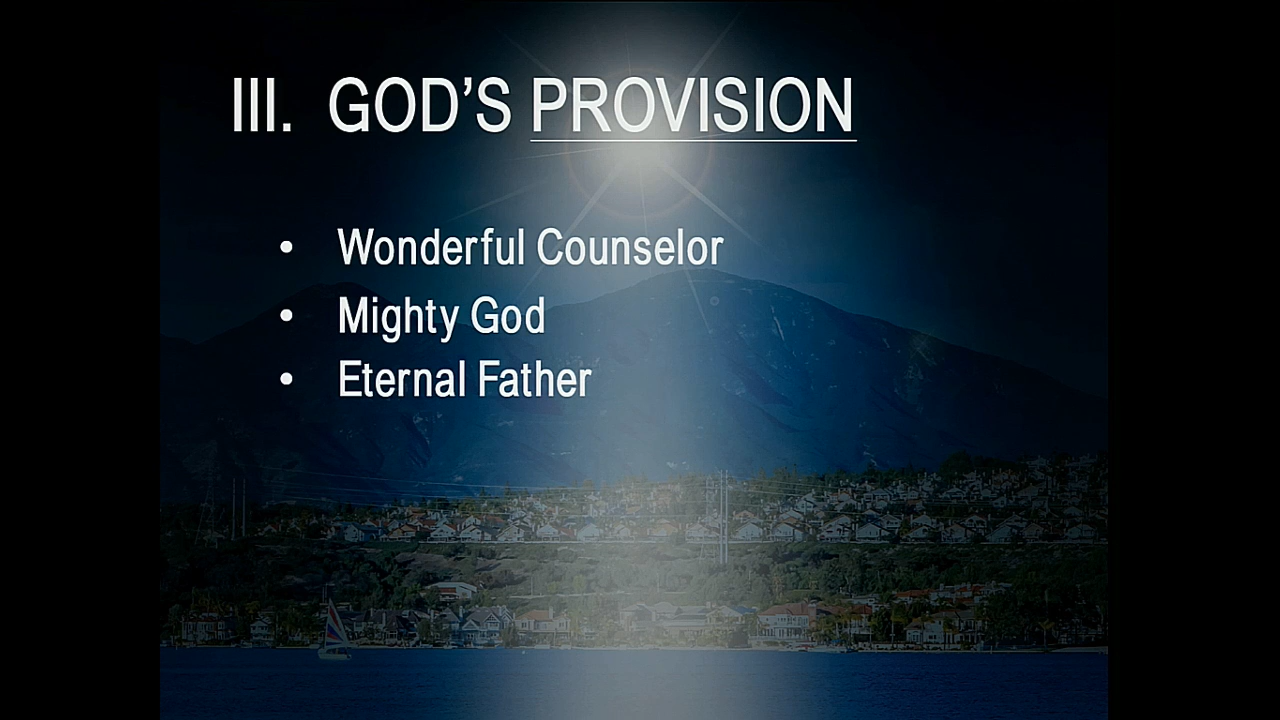 III. GOD’S PROVISION
• Wonderful Counselor
• Mighty God
• Eternal Father